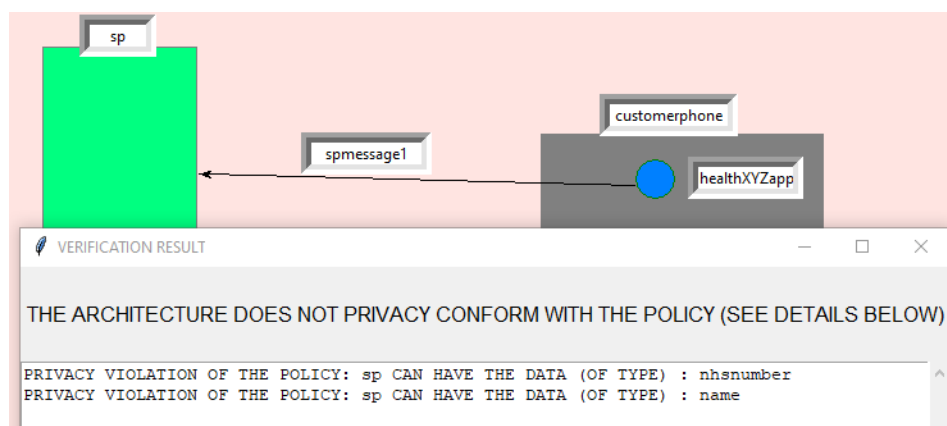 sp
customerphone
spmessage1
healthXYZapp
VERIFICATION RESULT
THE ARCHITECTURE DOES NOT PRIVACY CONFORM WITH THE POLICY (SEE DETAILS BELOW)
PRIVACY VIOLATION OF THE POLICY: sp CAN HAVE THE DATA (OF TYPE) : nhsnumber
PRIVACY VIOLATION OF THE POLICY: sp CAN HAVE THE DATA (OF TYPE) : name